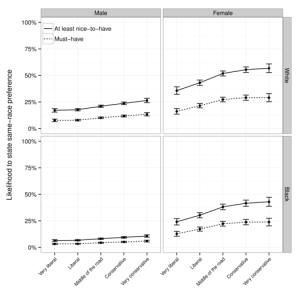 Male
Female
At least nice−to−have
Must−have
100%
75%
50%
25%
0%
White
100%
75%
50%
25%
0%
Black
Likelihood to state same−race preference
Very liberal
Liberal
Middle of the road
Conservative
Very conservative
Very liberal
Liberal
Middle of the road
Conservative
Very conservative